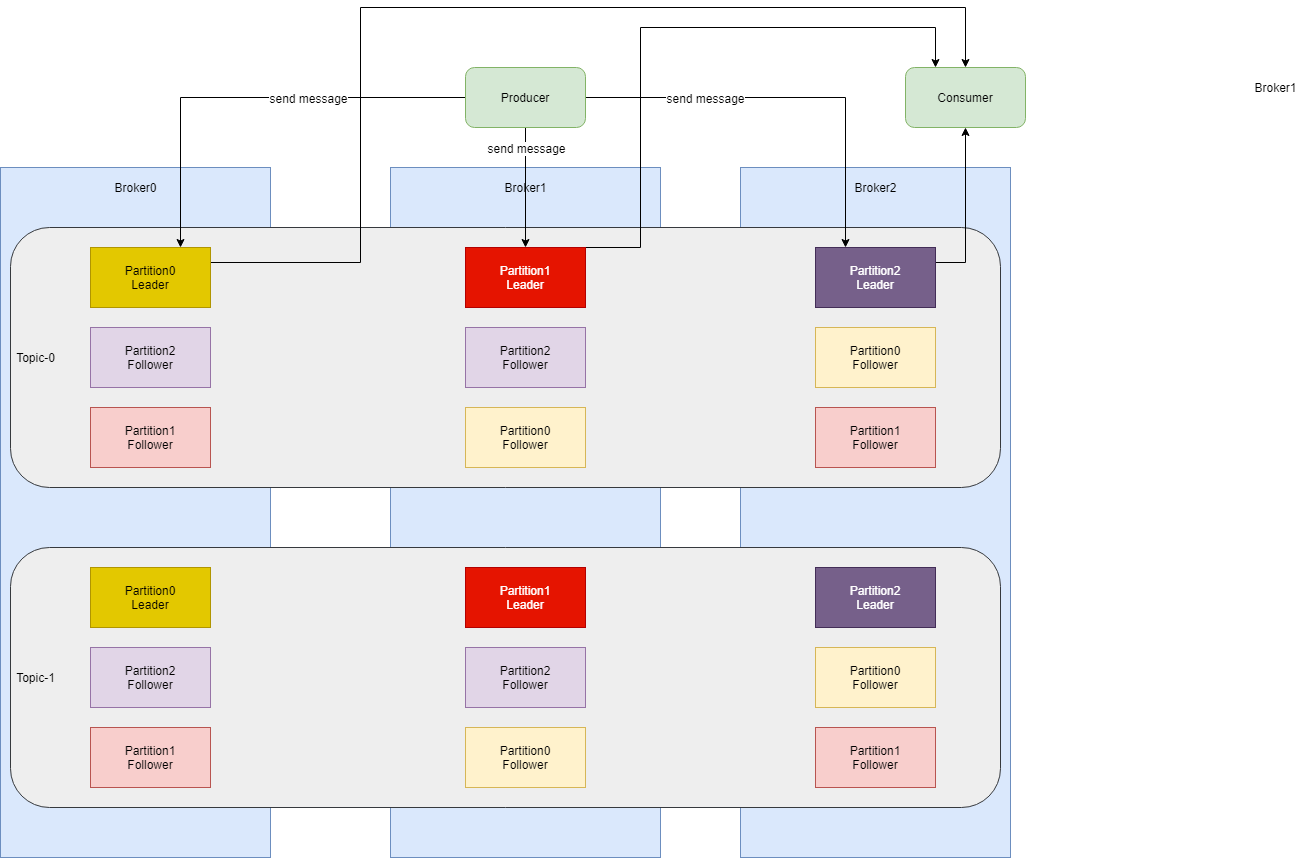 Producer
Consumer
Broker1
send message
send message
send message
Broker0
Broker1
Broker2
Topic-0
Partition0
Leader
Partition1
Leader
Partition2
Leader
Partition2
Follower
Partition2
Follower
Partition0
Follower
Partition1
Follower
Partition0
Follower
Partition1
Follower
Topic-1
Partition0
Leader
Partition1
Leader
Partition2
Leader
Partition2
Follower
Partition2
Follower
Partition0
Follower
Partition1
Follower
Partition0
Follower
Partition1
Follower